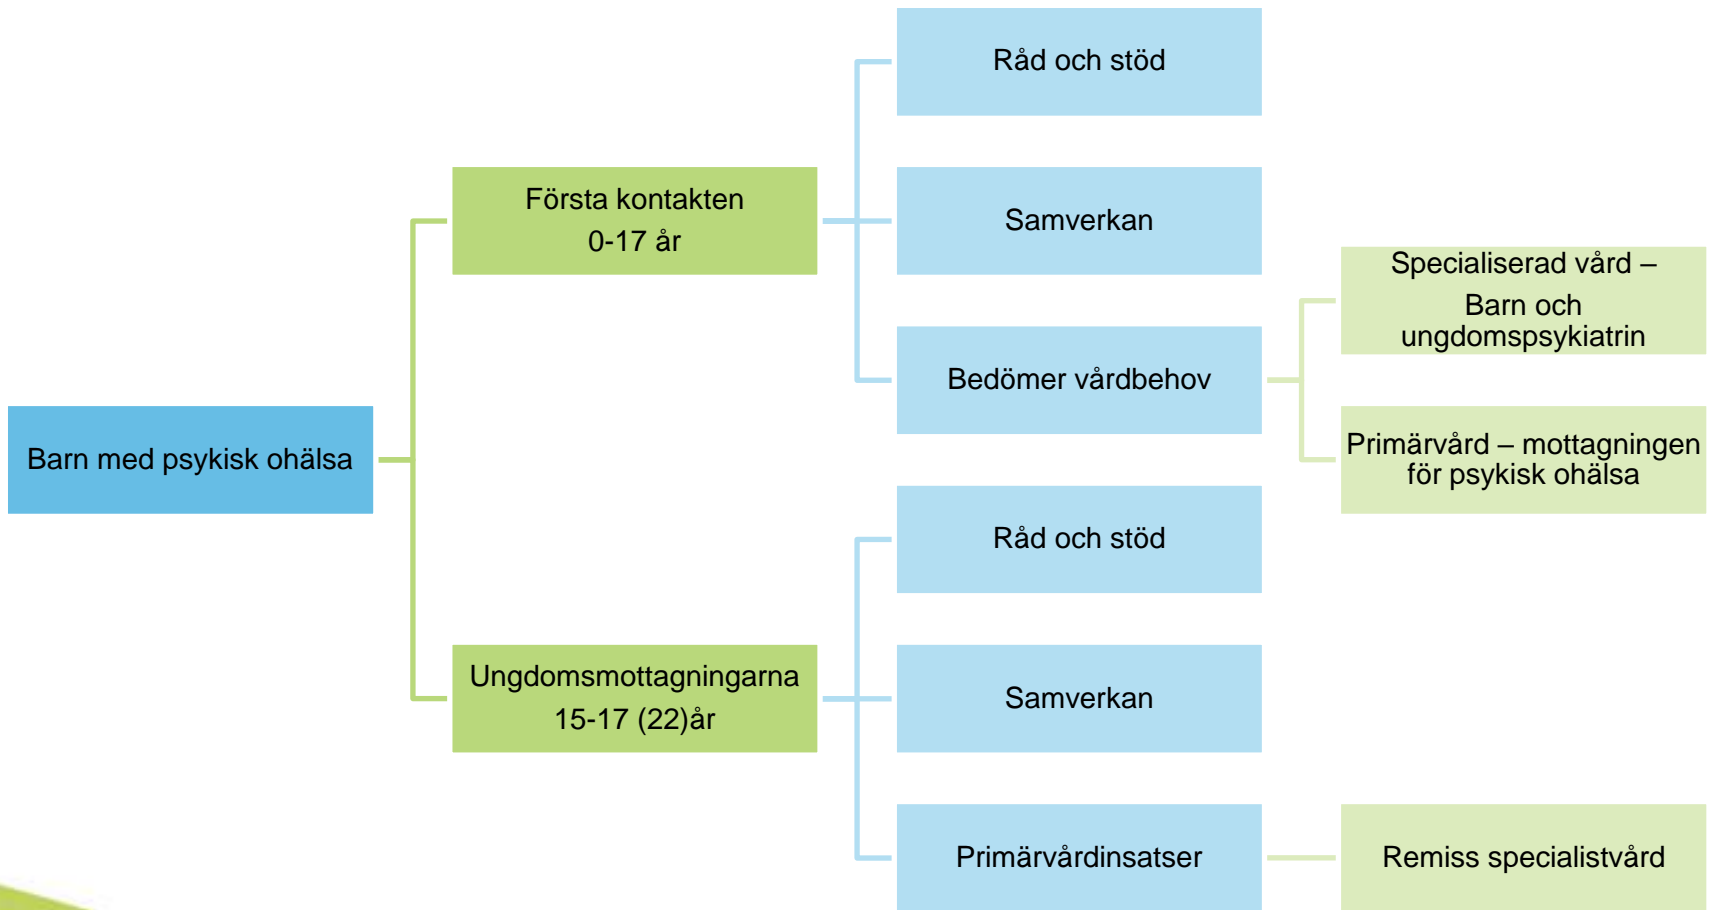 Barn med psykisk ohälsa
Första kontakten
0-17 år
Råd och stöd
Samverkan
Bedömer vårdbehov
Specialiserad vård –
Barn och
ungdomspsykiatrin
Primärvård – mottagningen
för psykisk ohälsa
Ungdomsmottagningarna
15-17 (22)år
Råd och stöd
Samverkan
Primärvårdinsatser
Remiss specialistvård